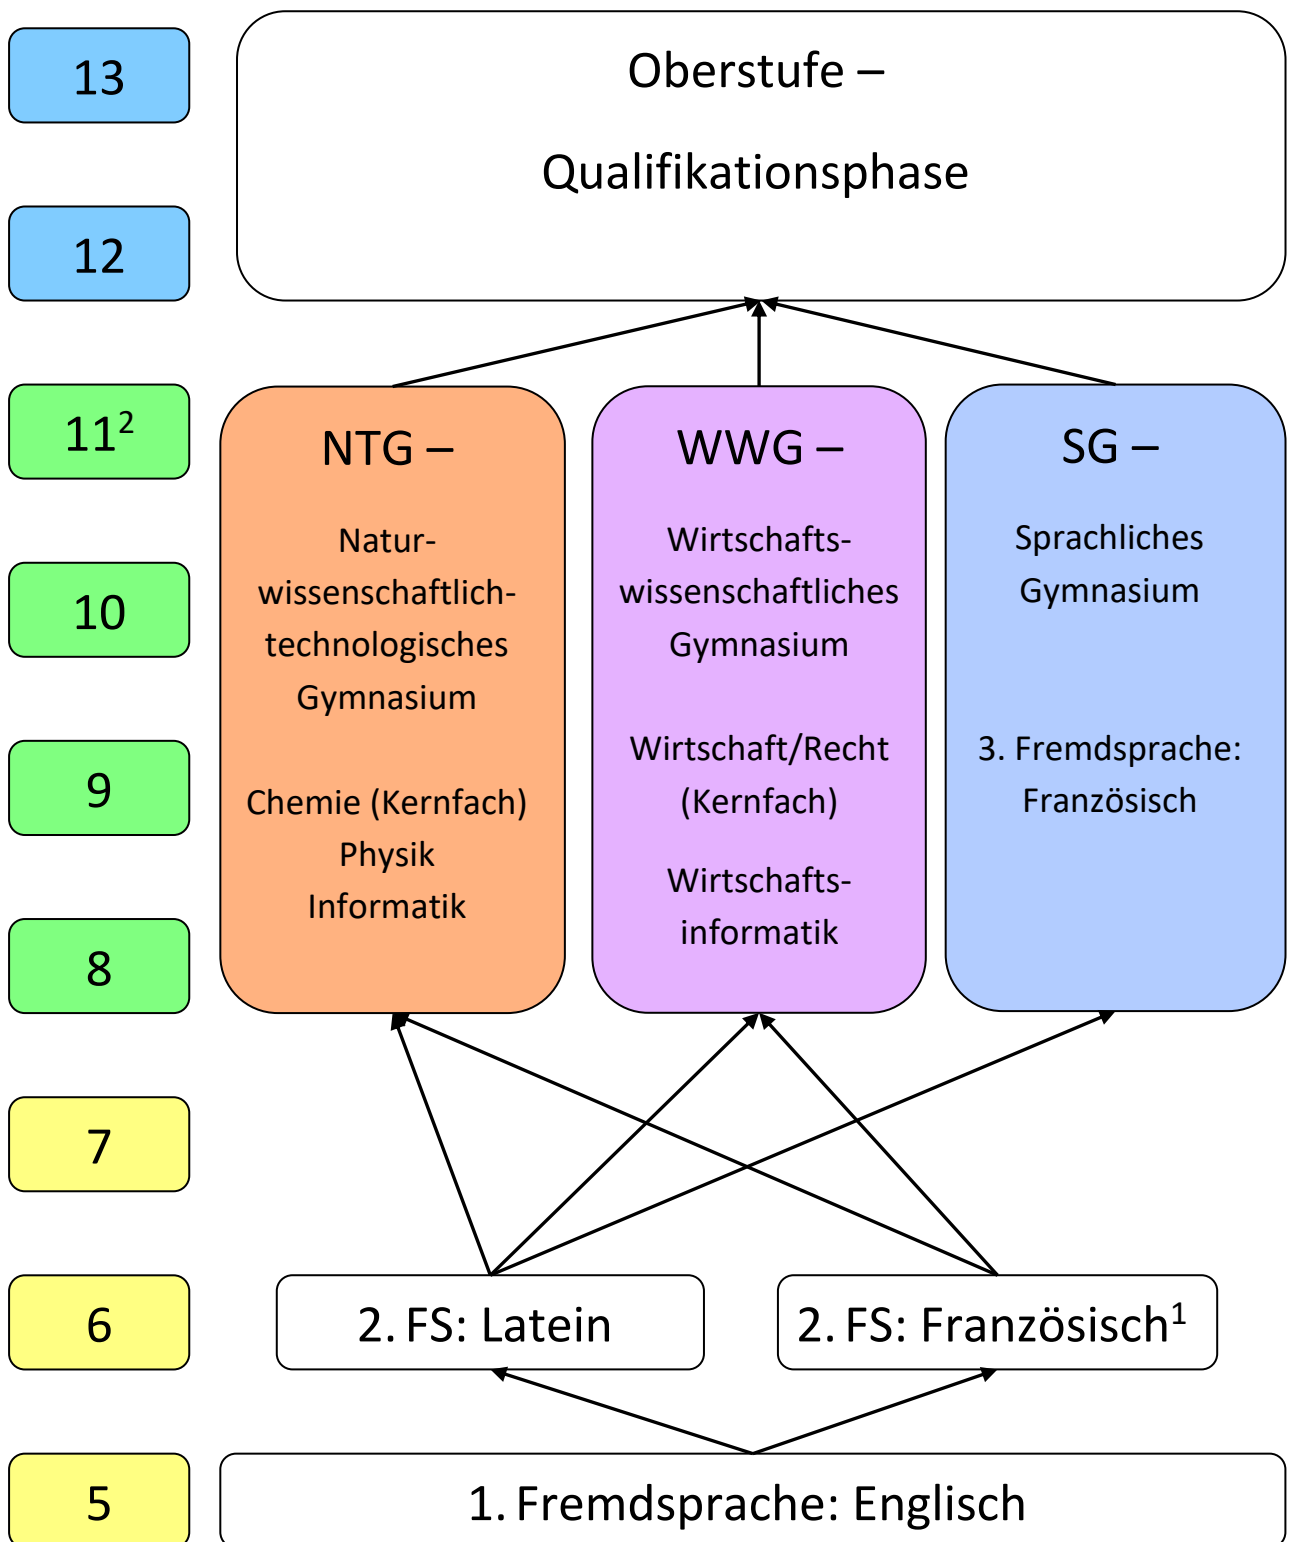 13
Oberstufe –
Qualifikationsphase
12
11²
NTG –
Natur-
wissenschaftlich-
technologisches
Gymnasium
Chemie (Kernfach)
Physik
Informatik
WWG –
Wirtschafts-
wissenschaftliches
Gymnasium
Wirtschaft/Recht
(Kernfach)
Wirtschafts-
informatik
SG –
Sprachliches
Gymnasium
3. Fremdsprache:
Französisch
10
9
8
7
6
2. FS: Latein
2. FS: Französisch¹
5
1. Fremdsprache: Englisch